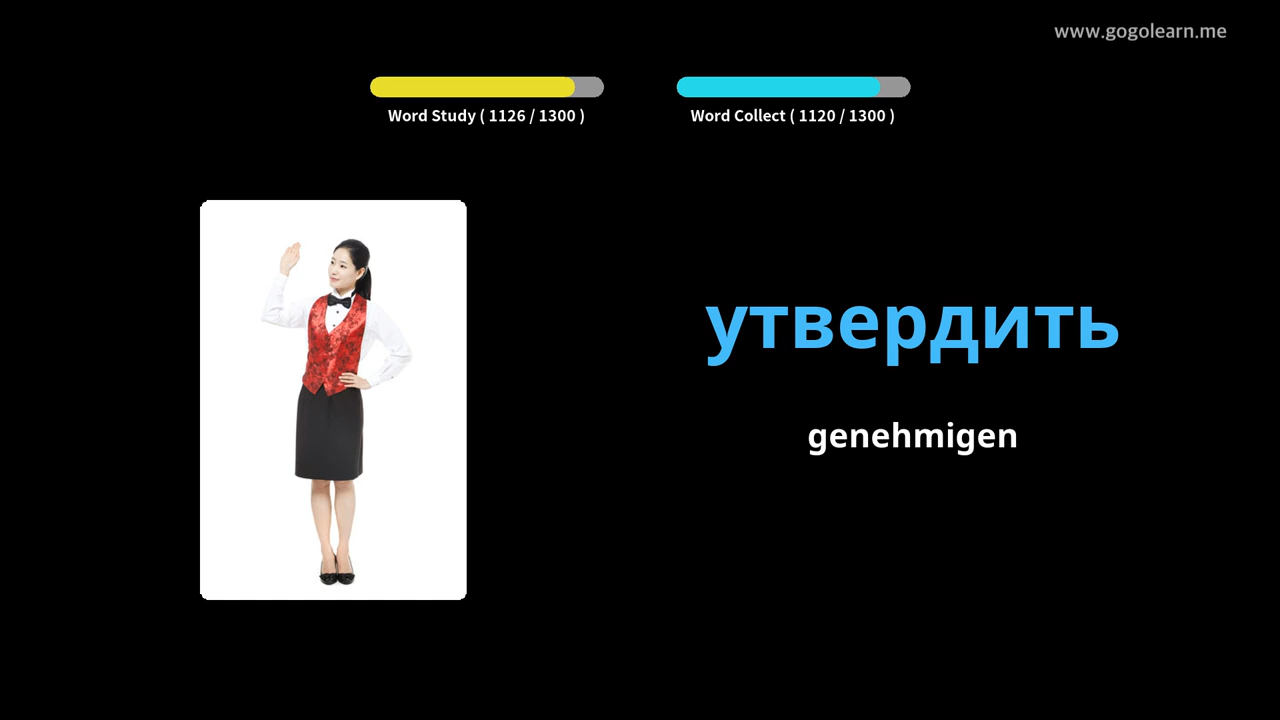 www.gogolearn.me
Word Study ( 1126 / 1300 )
Word Collect ( 1120 / 1300 )
утвердить
genehmigen